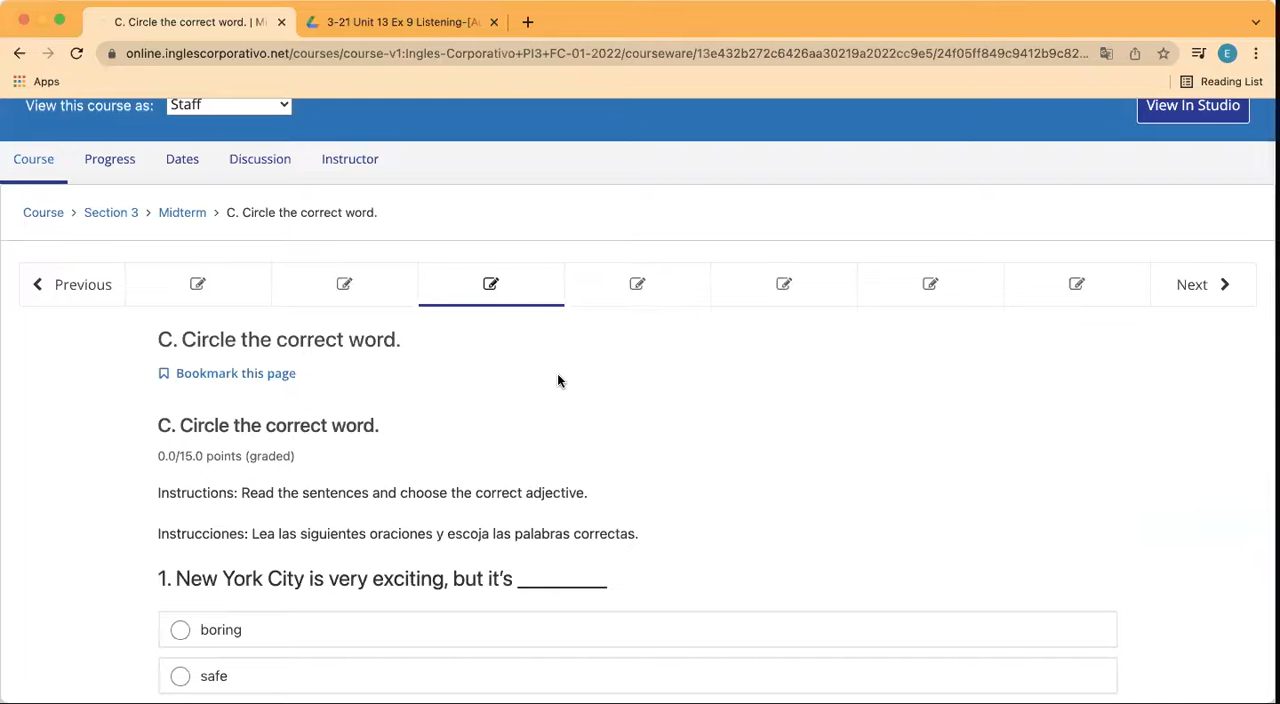 C. Circle the correct word. | Mi
3-21 Unit 13 Ex 9 Listening-[Au
online.inglescorporativo.net/courses/course-v1:Ingles-Corporativo+PI3+FC-01-2022/courseware/13e432b272c6426aa30219a2022cc9e5/24f05ff849c9412b9c82...
E
Apps
Reading List
View this course as:
Staff
View In Studio
Course
Progress
Dates
Discussion
Instructor
Course > Section 3 > Midterm > C. Circle the correct word.
Previous
Next
C. Circle the correct word.
Bookmark this page
C. Circle the correct word.
0.0/15.0 points (graded)
Instructions: Read the sentences and choose the correct adjective.
Instrucciones: Lea las siguientes oraciones y escoja las palabras correctas.
1. New York City is very exciting, but it's _________
boring
safe